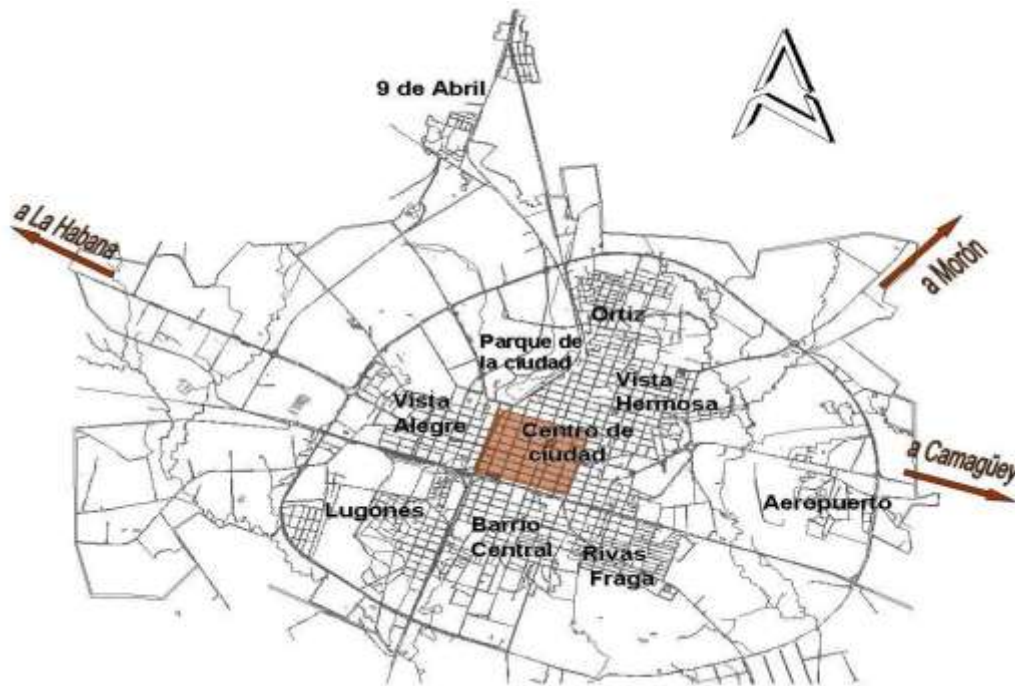 9 de Abril
a La Habana
a Morón
Ortiz
Parque de
la ciudad
Vista
Hermosa
Vista
Alegre
Centro de
ciudad
a Camagüey
Aeropuerto
Lugones
Barrio
Central
Rivas
Fraga